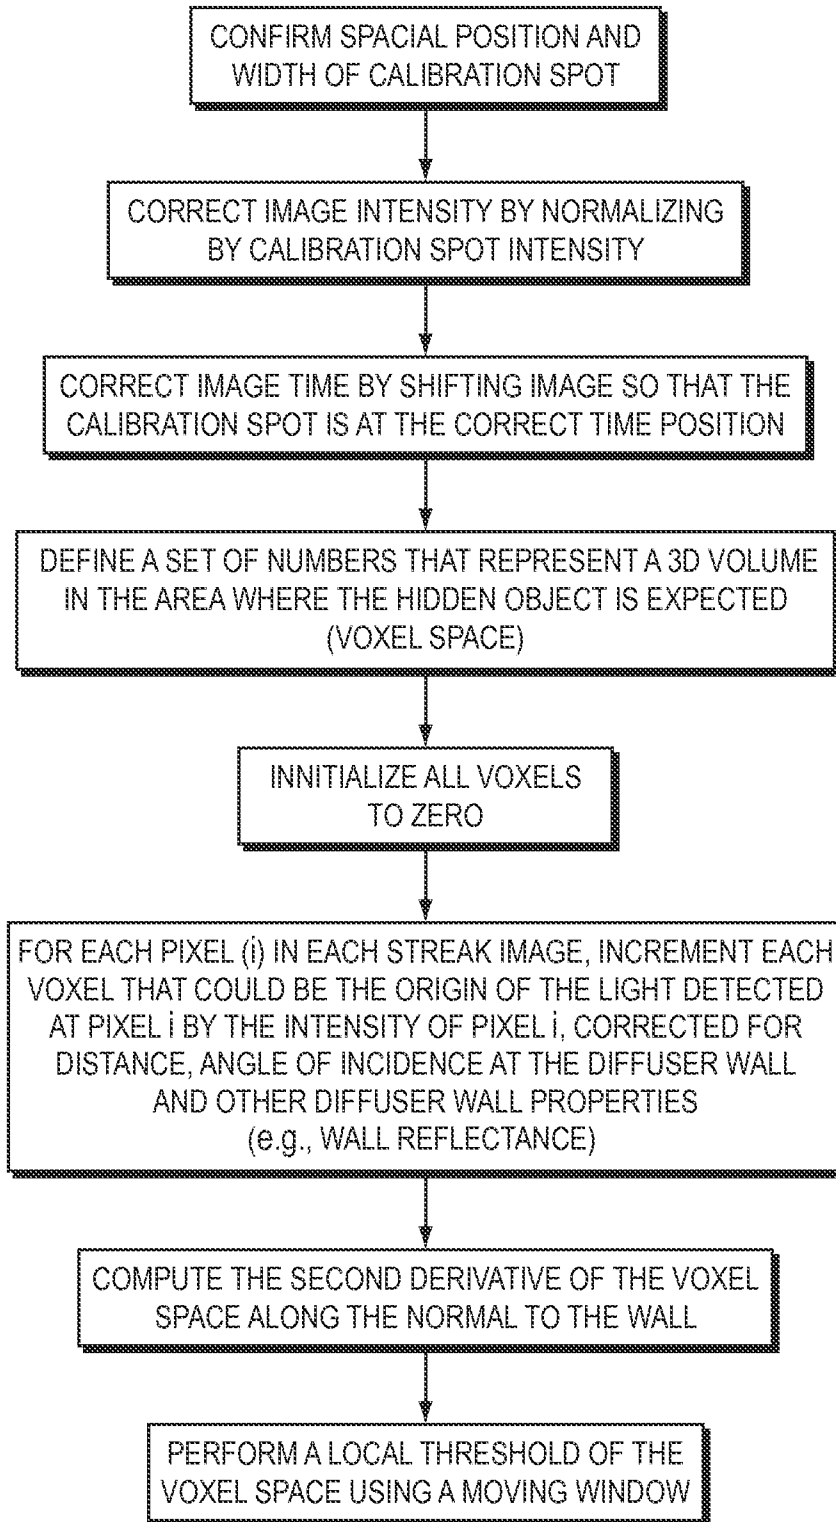 CONFIRM SPACIAL POSITION AND
WIDTH OF CALIBRATION SPOT
CORRECT IMAGE INTENSITY BY NORMALIZING
BY CALIBRATION SPOT INTENSITY
CORRECT IMAGE TIME BY SHIFTING IMAGE SO THAT THE
CALIBRATION SPOT IS AT THE CORRECT TIME POSITION
DEFINE A SET OF NUMBERS THAT REPRESENT A 3D VOLUME
IN THE AREA WHERE THE HIDDEN OBJECT IS EXPECTED
(VOXEL SPACE)
INNITIALIZE ALL VOXELS
TO ZERO
FOR EACH PIXEL (i) IN EACH STREAK IMAGE, INCREMENT EACH
VOXEL THAT COULD BE THE ORIGIN OF THE LIGHT DETECTED
AT PIXEL i BY THE INTENSITY OF PIXEL i, CORRECTED FOR
DISTANCE, ANGLE OF INCIDENCE AT THE DIFFUSER WALL
AND OTHER DIFFUSER WALL PROPERTIES
(e.g., WALL REFLECTANCE)
COMPUTE THE SECOND DERIVATIVE OF THE VOXEL
SPACE ALONG THE NORMAL TO THE WALL
PERFORM A LOCAL THRESHOLD OF THE
VOXEL SPACE USING A MOVING WINDOW